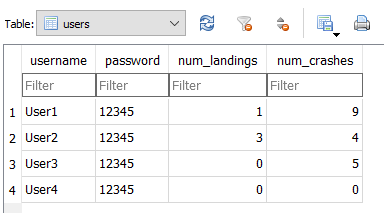 Table: users
username password num_landings num_crashes
Filter Filter Filter Filter
1 User1 12345 1 9
2 User2 12345 3 4
3 User3 12345 0 5
4 User4 12345 0 0